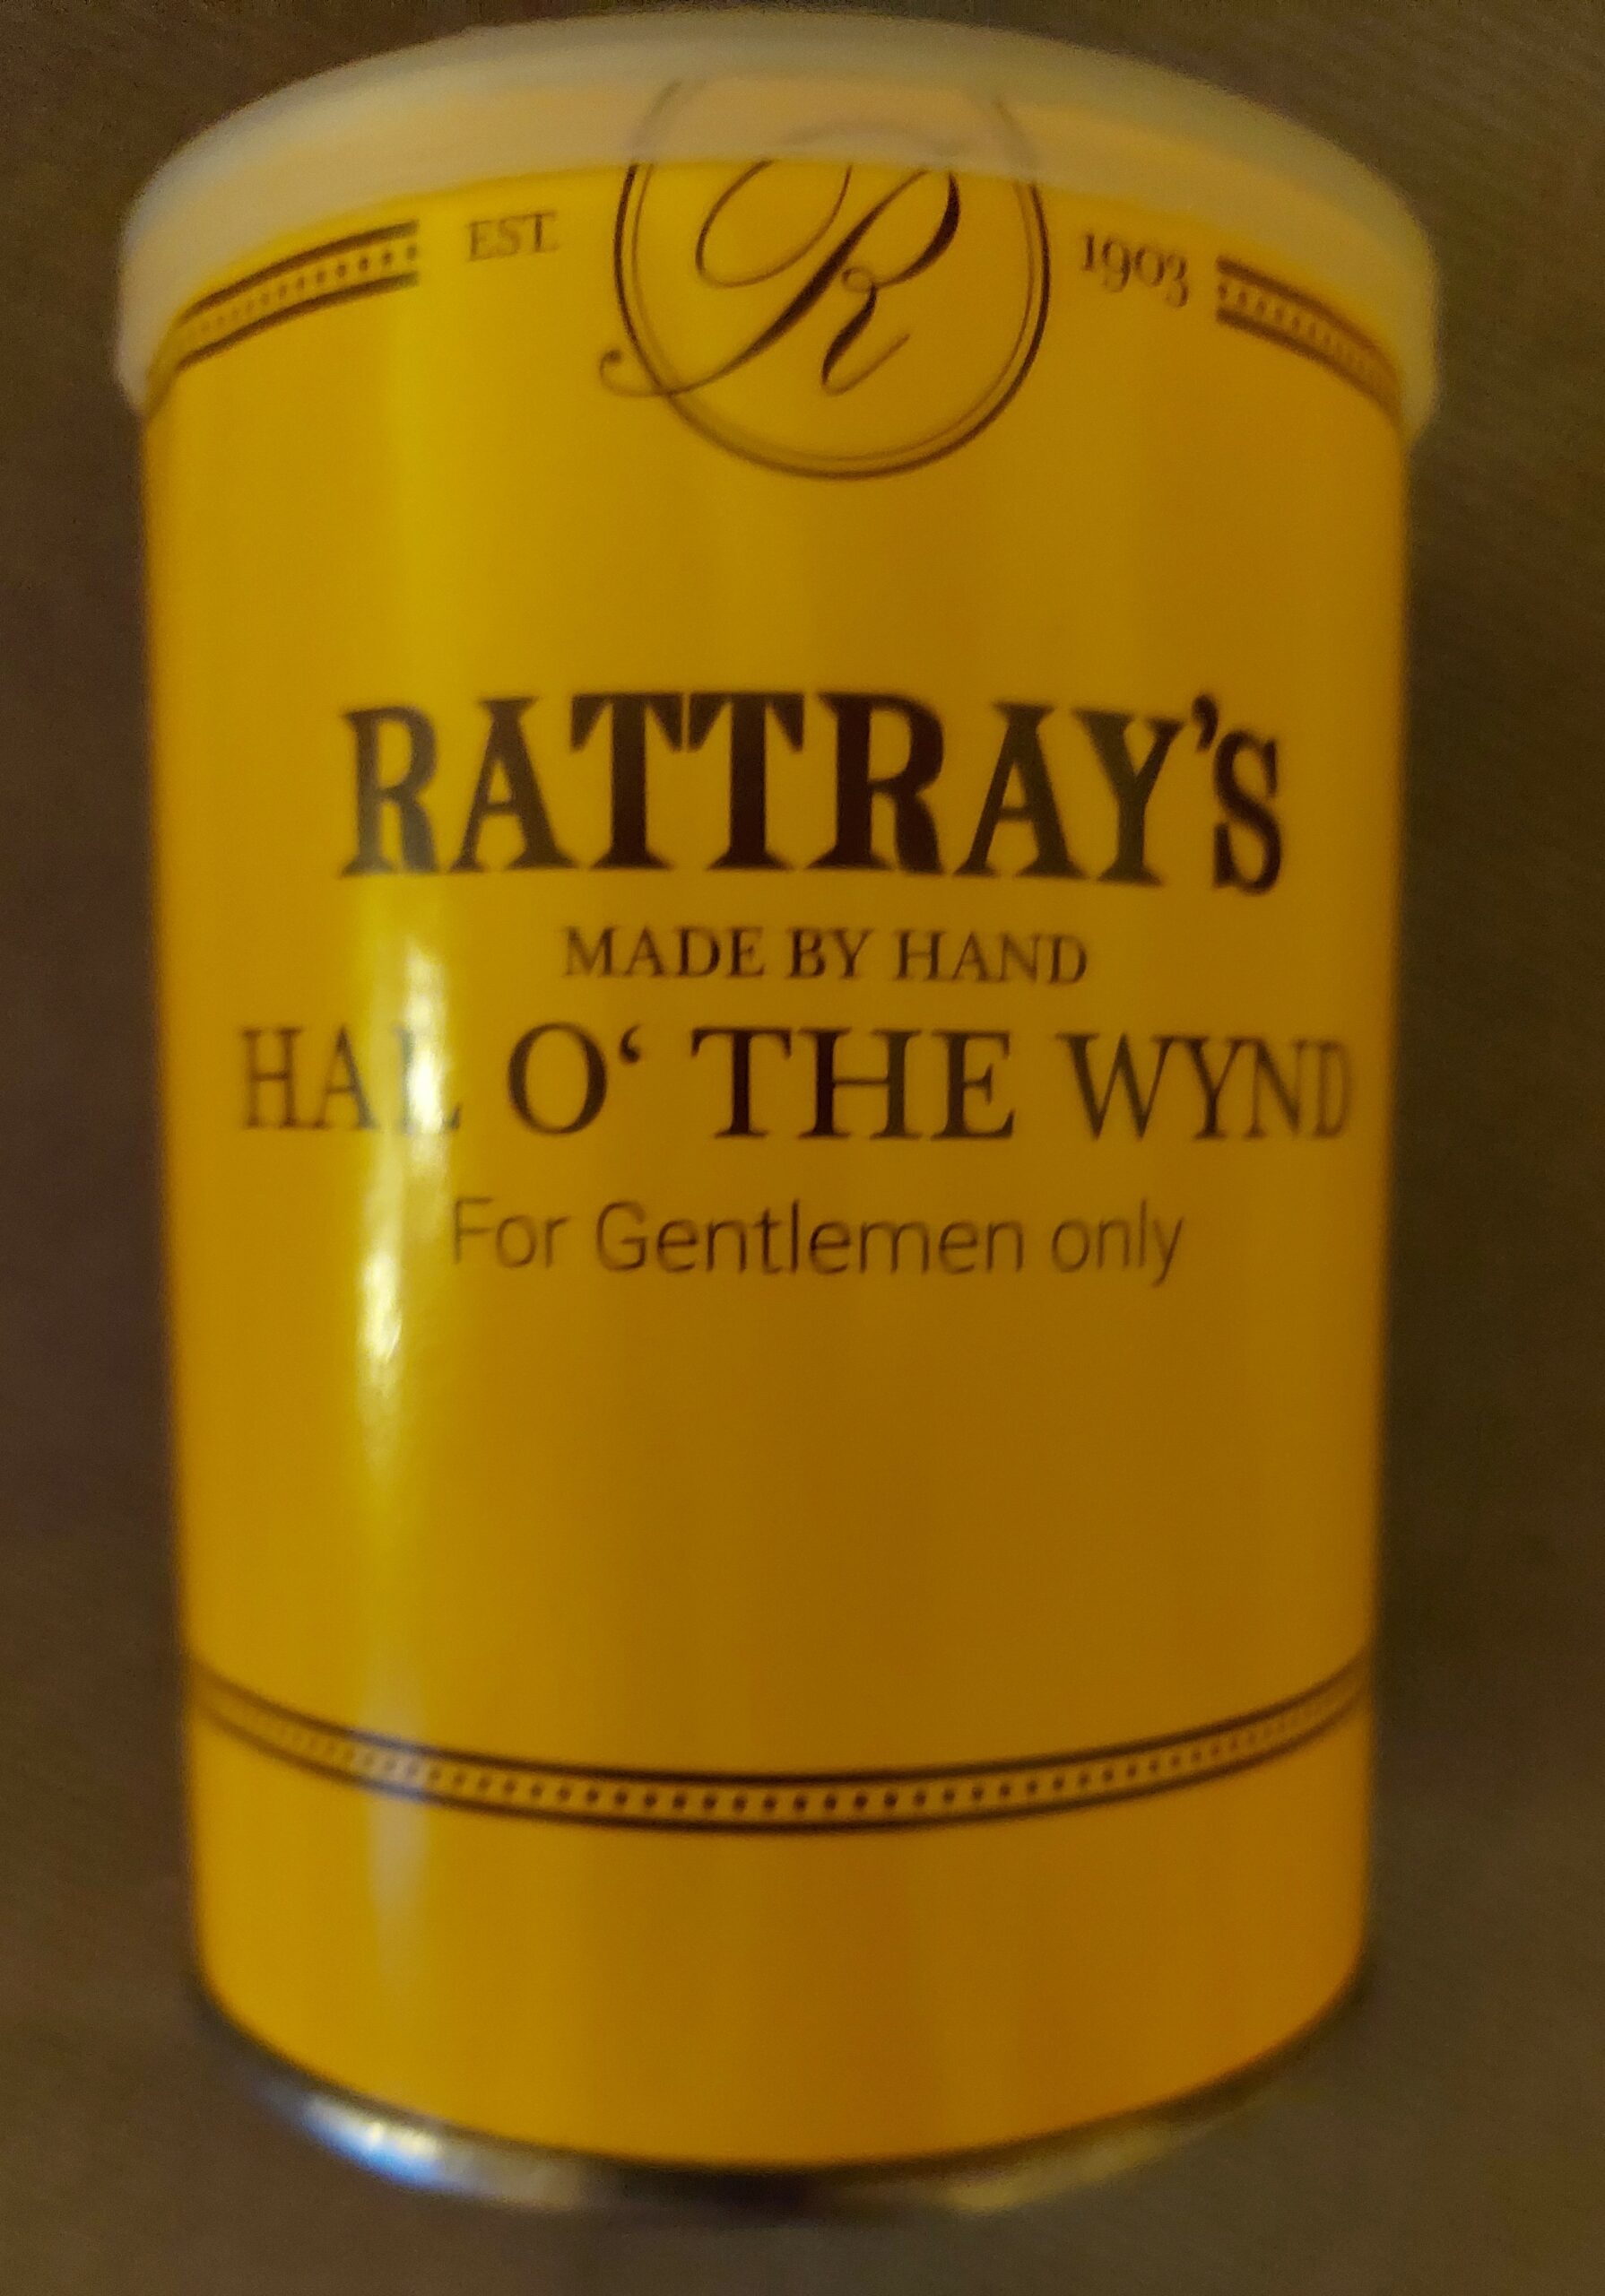 EST. R 1903
RATTRAY'S
MADE BY HAND
HAL O‘ THE WYND
For Gentlemen only